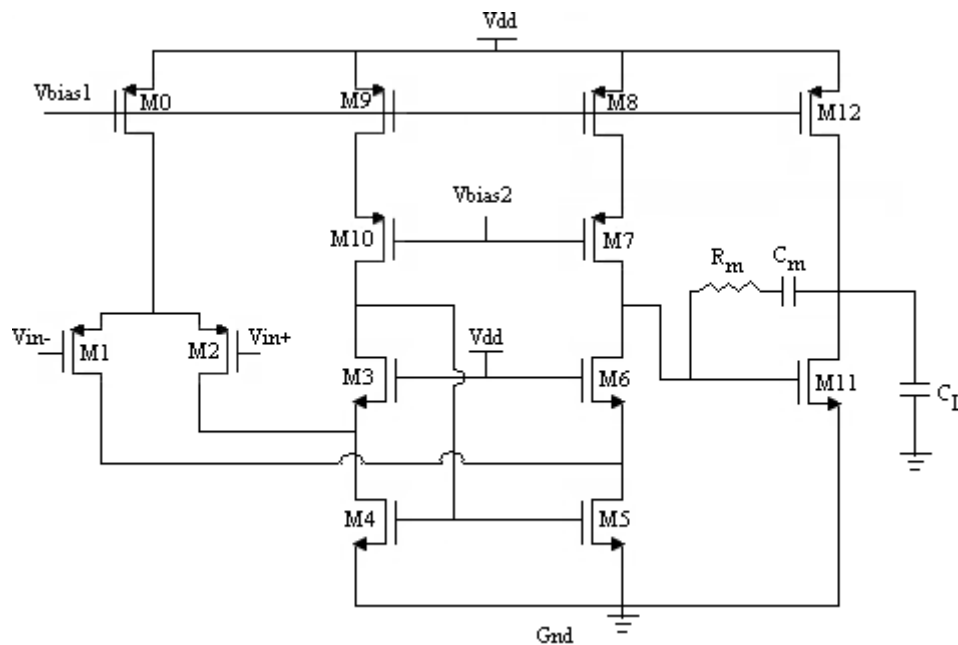 Vdd
Vbias1
M0
M9
M8
M12
Vbias2
M10
M7
Rm
Cm
Vin-
M1
M2
Vin+
Vdd
M3
M6
M11
M4
M5
Gnd